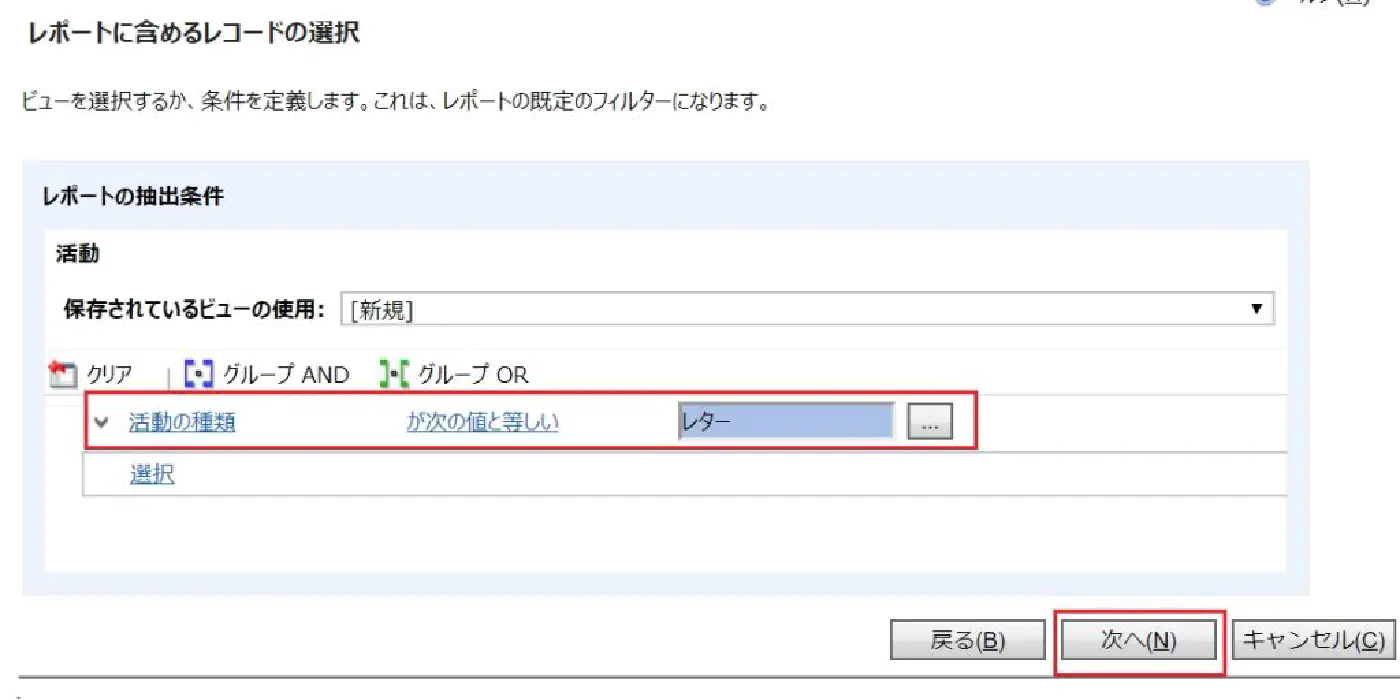 レポートに含めるレコードの選択
ビューを選択するか、条件を定義します。これは、レポートの既定のフィルターになります。
レポートの抽出条件
活動
保存されているビューの使用: [新規]
クリア | グループ AND グループ OR
活動の種類 が次の値と等しい レター ...
選択
戻る(B) 次へ(N) キャンセル(C)